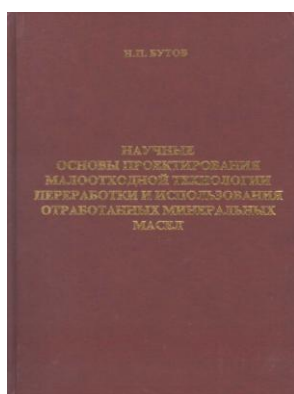 Н.П. БУТОВ
НАУЧНЫЕ
ОСНОВЫ ПРОЕКТИРОВАНИЯ
МАЛООТХОДНОЙ ТЕХНОЛОГИИ
ПЕРЕРАБОТКИ И ИСПОЛЬЗОВАНИЯ
ОТРАБОТАННЫХ МИНЕРАЛЬНЫХ
МАСЕЛ